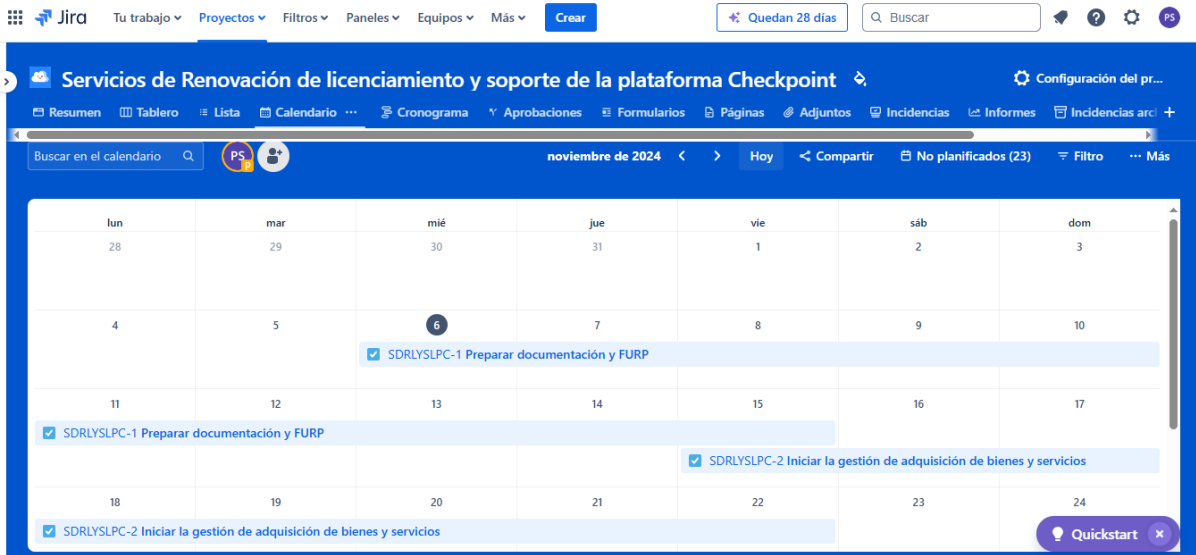 Jira Tu trabajo Proyectos Filtros Paneles Equipos Más Crear Quedan 28 días Buscar PS
Servicios de Renovación de licenciamiento y soporte de la plataforma Checkpoint Configuración del pr...
Resumen Tablero Lista Calendario ... Cronograma Aprobaciones Formularios Páginas Adjuntos Incidencias Informes Incidencias arc
Buscar en el calendario PS P noviembre de 2024 Hoy Compartir No planificados (23) Filtro ... Más
lun mar mié jue vie sáb dom
28 29 30 31 1 2 3
4 5 6 7 8 9 10
SDRLYSLPC-1 Preparar documentación y FURP
11 12 13 14 15 16 17
SDRLYSLPC-1 Preparar documentación y FURP
SDRLYSLPC-2 Iniciar la gestión de adquisición de bienes y servicios
18 19 20 21 22 23 24
SDRLYSLPC-2 Iniciar la gestión de adquisición de bienes y servicios
Quickstart